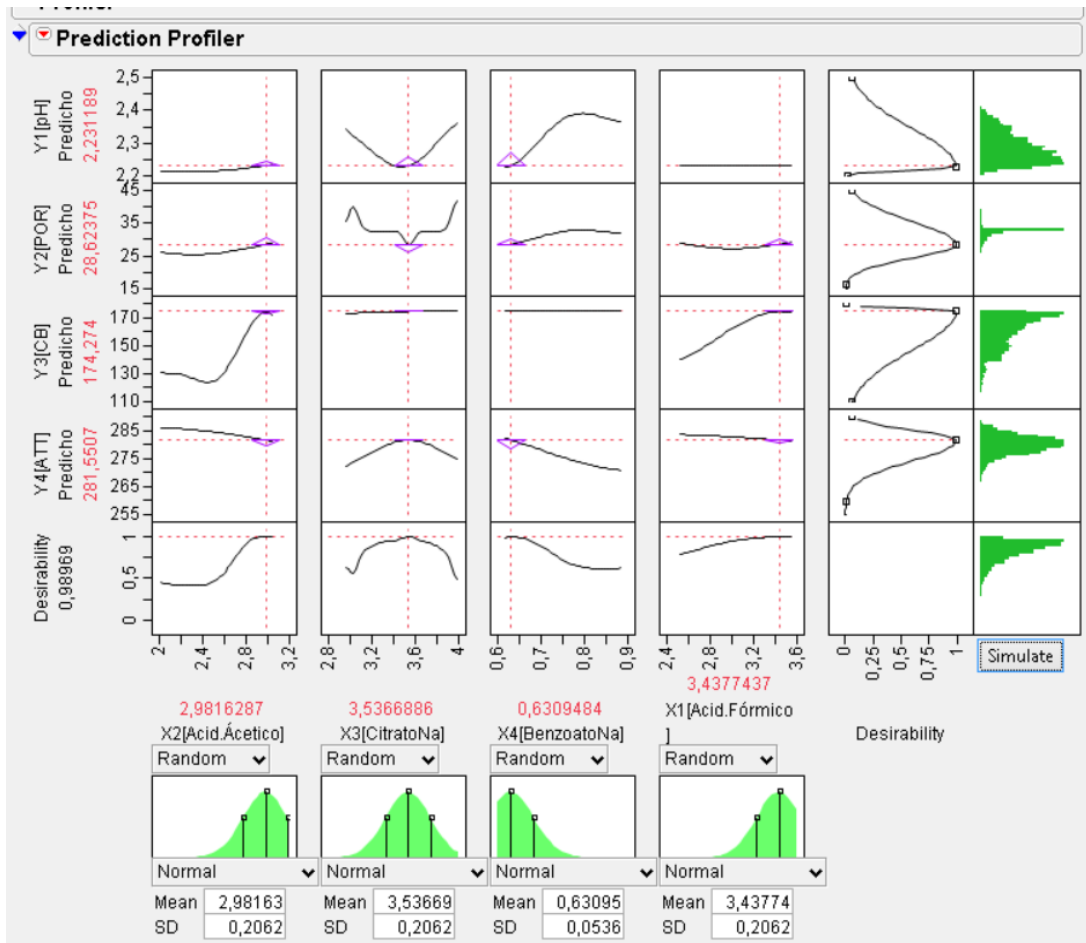 Prediction Profiler
Y1[pH]
Predicho
2,231189
2,5
2,4
2,3
2,2
Y2[POR]
Predicho
28,62375
45
35
25
15
Y3[CB]
Predicho
174,274
170
150
130
110
Y4[ATT]
Predicho
281,5507
285
275
265
255
Desirability
0,98969
1
0,5
0
2
2,4
2,8
3,2
2,8
3,2
3,6
4
0,6
0,7
0,8
0,9
2,4
2,8
3,2
3,6
0
0,25
0,5
0,75
1
Simulate
2,9816287
3,5366886
0,6309484
3,4377437
X2[Acid.Ácetico]
X3[CitratoNa]
X4[BenzoatoNa]
X1[Acid.Fórmico
]
Desirability
Random
Random
Random
Random
Normal
Normal
Normal
Normal
Mean 2,98163
SD 0,2062
Mean 3,53669
SD 0,2062
Mean 0,63095
SD 0,0536
Mean 3,43774
SD 0,2062